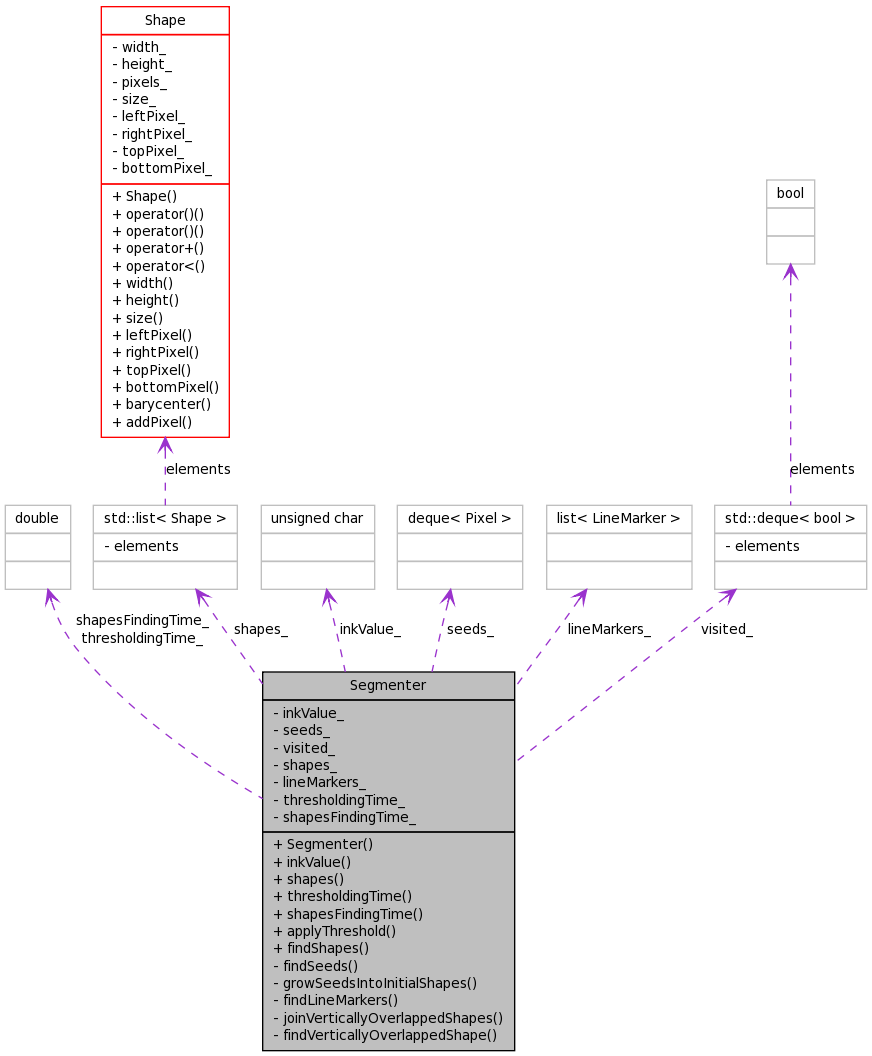 Shape
- width_
- height_
- pixels_
- size_
- leftPixel_
- rightPixel_
- topPixel_
- bottomPixel_
+ Shape()
+ operator()()
+ operator()()
+ operator+()
+ operator<()
+ width()
+ height()
+ size()
+ leftPixel()
+ rightPixel()
+ topPixel()
+ bottomPixel()
+ barycenter()
+ addPixel()
bool
elements
elements
double
std::list< Shape >
- elements
unsigned char
deque< Pixel >
list< LineMarker >
std::deque< bool >
- elements
shapesFindingTime_
thresholdingTime_
shapes_
inkValue_
seeds_
lineMarkers_
visited_
Segmenter
- inkValue_
- seeds_
- visited_
- shapes_
- lineMarkers_
- thresholdingTime_
- shapesFindingTime_
+ Segmenter()
+ inkValue()
+ shapes()
+ thresholdingTime()
+ shapesFindingTime()
+ applyThreshold()
+ findShapes()
- findSeeds()
- growSeedsIntoInitialShapes()
- findLineMarkers()
- joinVerticallyOverlappedShapes()
- findVerticallyOverlappedShape()